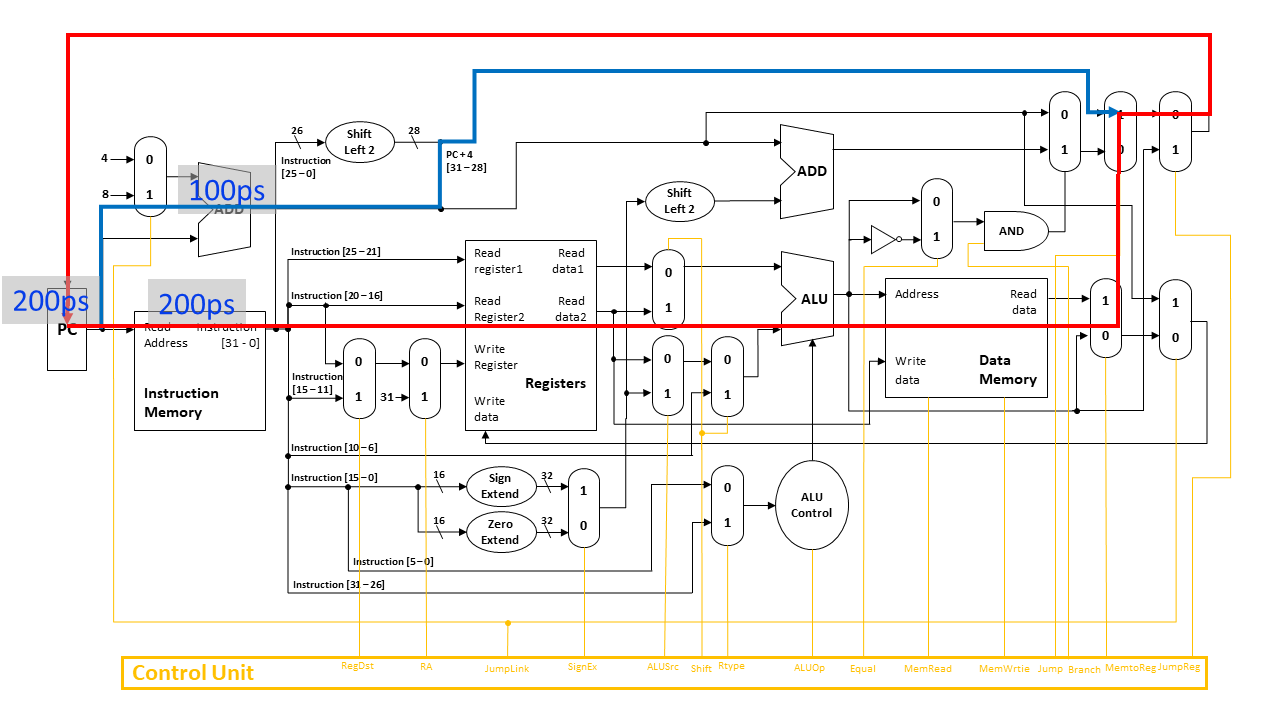 26
28
Shift
Left 2
Instruction
[25-0]
PC+4
[31-28]
4
8
0
1
100ps
ADD
Shift
Left 2
ADD
0
1
0
1
0
0
1
0
1
AND
200ps
PC
200ps
Read
Address
Instruction
[31 - 0]
Instruction
Memory
Instruction [25-21]
Instruction [20-16]
Instruction
[15-11]
0
1
31
0
1
Read
register1
Read
data1
Read
Register2
Read
data2
Write
Register
Write
data
Registers
0
1
0
1
0
1
ALU
Address
Read
data
Write
data
Data
Memory
1
0
1
0
Instruction [10-6]
Instruction [15-0]
16
Sign
Extend
32
16
Zero
Extend
32
1
0
0
1
ALU
Control
Instruction [5-0]
Instruction [31-26]
Control Unit
RegDst
RA
JumpLink
SignEx
ALUSrc
Shift
Rtype
ALUOp
Equal
MemRead
MemWrtie
Jump
Branch
MemtoReg
JumpReg